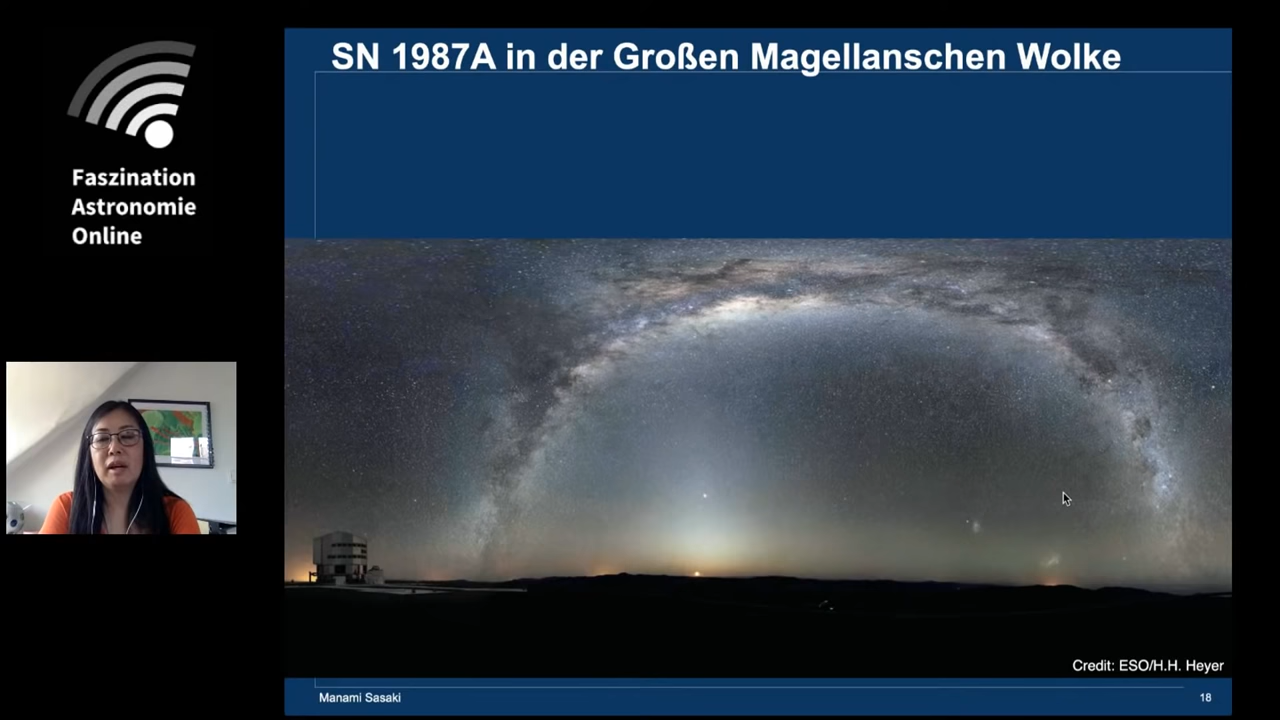 SN 1987A in der Großen Magellanschen Wolke
Faszination
Astronomie
Online
Credit: ESO/H.H. Heyer
Manami Sasaki
18